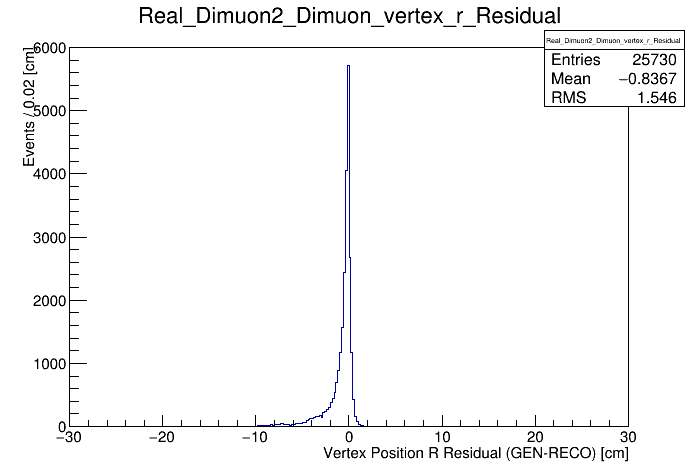 Real_Dimuon2_Dimuon_vertex_r_Residual
Real_Dimuon2_Dimuon_vertex_r_Residual
Entries 25730
Mean −0.8367
RMS 1.546
Events / 0.02 [cm]
6000
5000
4000
3000
2000
1000
0
−30 −20 −10 0 10 20 30
Vertex Position R Residual (GEN-RECO) [cm]